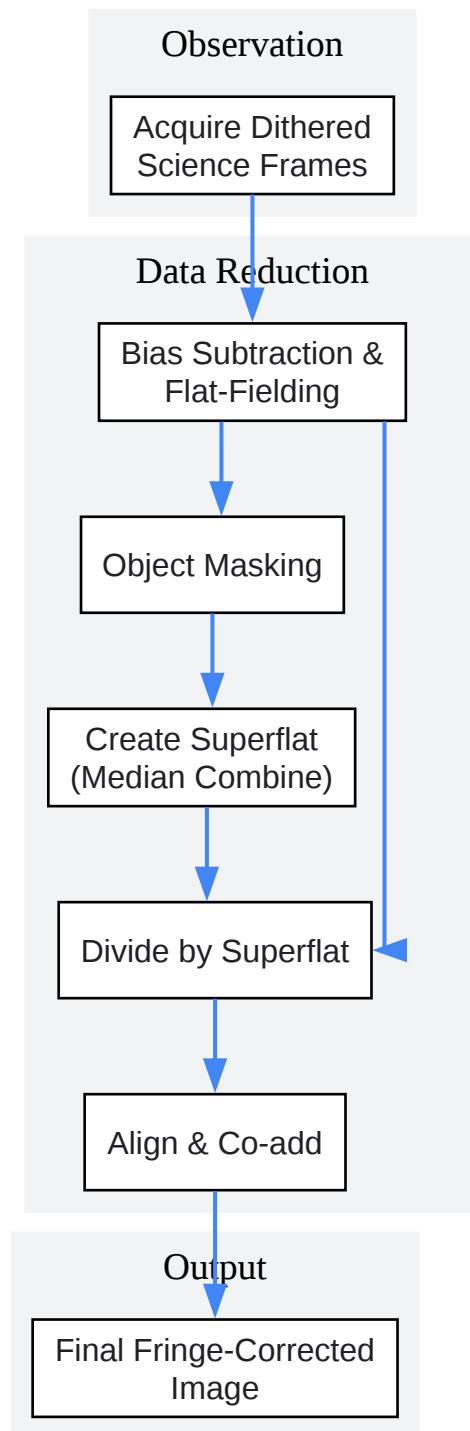 Observation
Acquire Dithered
Science Frames
Data Reduction
Bias Subtraction &
Flat-Fielding
Object Masking
Create Superflat
(Median Combine)
Divide by Superflat
Align & Co-add
Output
Final Fringe-Corrected
Image